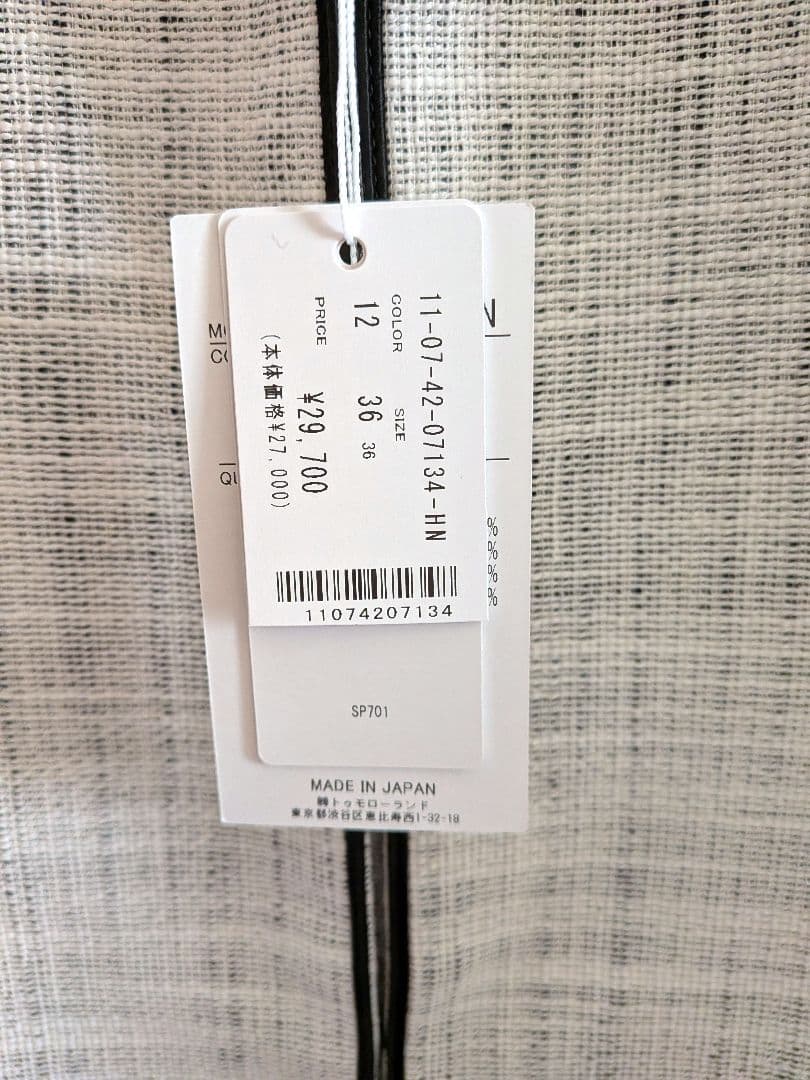 11-07-42-07134-HN
COLOR SIZE
12 36 36
PRICE ¥29,700
(本体価格¥27,000)
11074207134
SP701
MADE IN JAPAN
㈱トゥモローランド
東京都渋谷区恵比寿西1-32-18
%
%
%
%